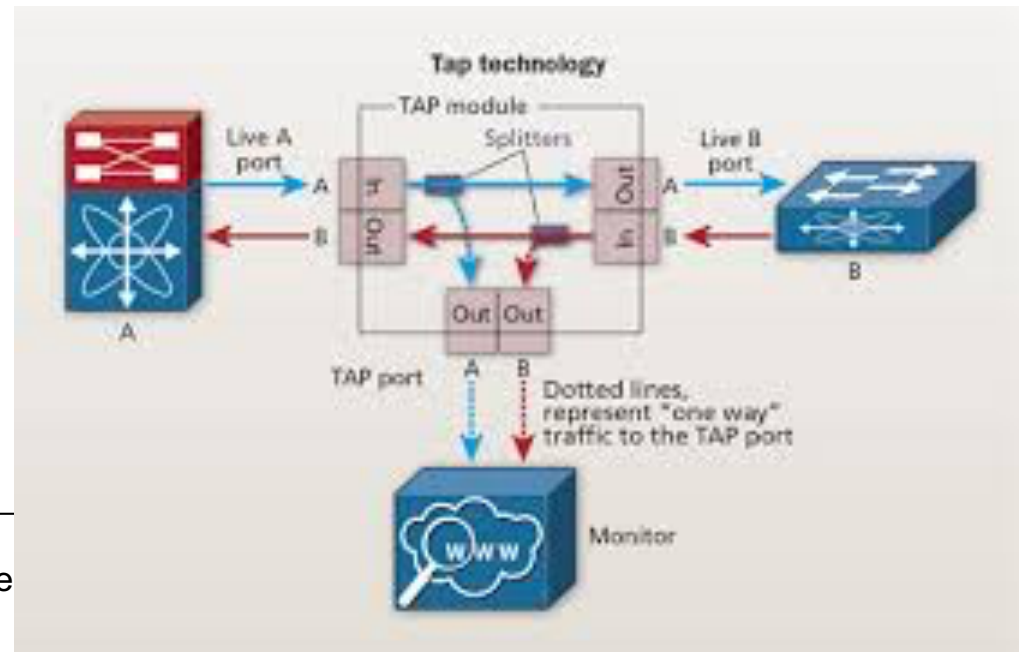 Tap technology
TAP module
Splitters
Live A
port
Live B
port
A
In
Out
A
B
Out
In
B
A
B
Out Out
TAP port
A
B
Dotted lines,
represent "one way"
traffic to the TAP port
www
Monitor
e